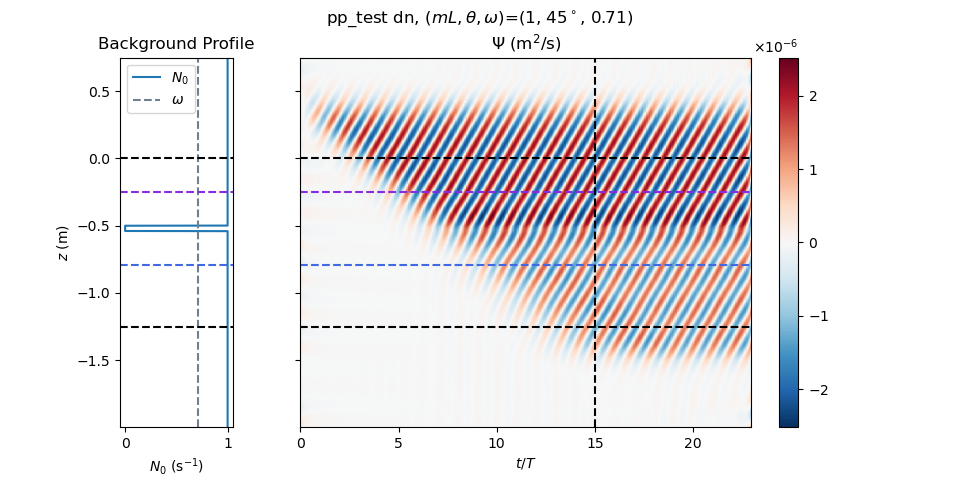 pp_test dn, (mL, θ, ω)=(1, 45°, 0.71)
Background Profile
Ψ (m²/s)
×10⁻⁶
N₀
ω
0.5
0.0
−0.5
−1.0
−1.5
z (m)
0
1
N₀ (s⁻¹)
0
5
10
15
20
t/T
2
1
0
−1
−2